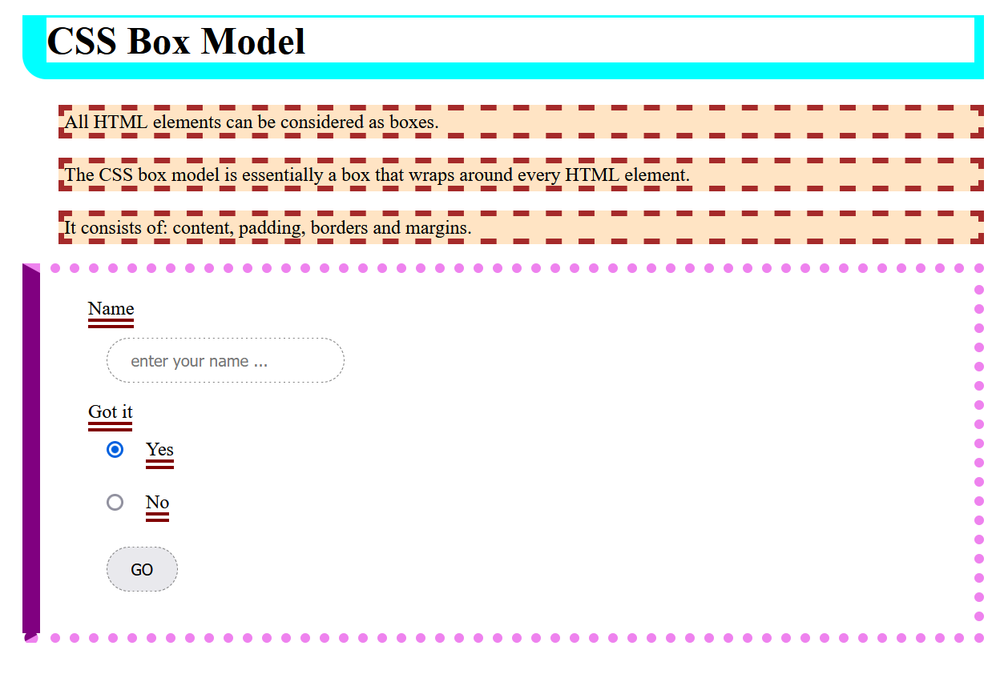 CSS Box Model
All HTML elements can be considered as boxes.
The CSS box model is essentially a box that wraps around every HTML element.
It consists of: content, padding, borders and margins.
Name
enter your name ...
Got it
Yes
No
GO